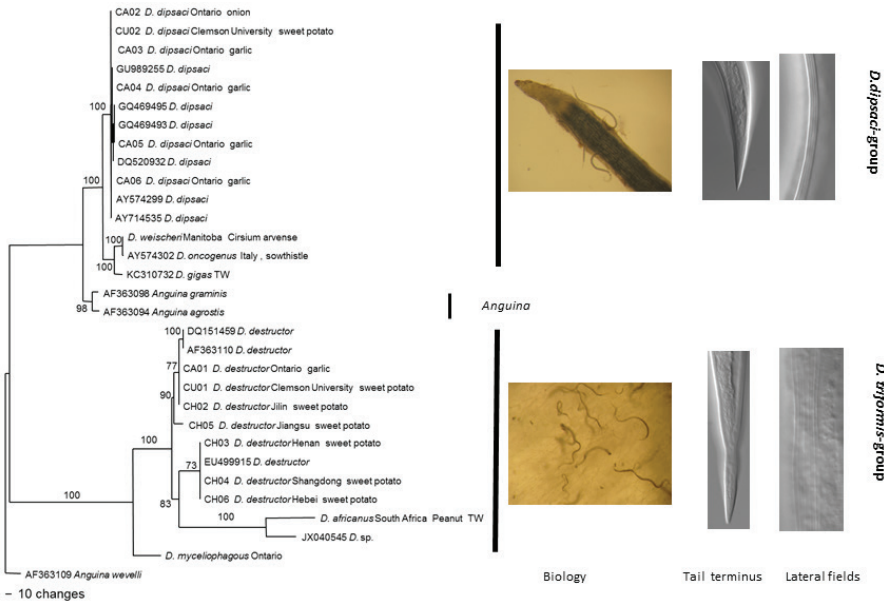 CA02 D. dipsaci Ontario onion
CU02 D. dipsaci Clemson University sweet potato
CA03 D. dipsaci Ontario garlic
GU989255 D. dipsaci
CA04 D. dipsaci Ontario garlic
100
GQ469495 D. dipsaci
GQ469493 D. dipsaci
CA05 D. dipsaci Ontario garlic
DQ520932 D. dipsaci
100
CA06 D. dipsaci Ontario garlic
AY574299 D. dipsaci
AY714535 D. dipsaci
100
D. weischeri Manitoba Cirsium arvense
AY574302 D. oncogenus Italy , sowthistle
100
KC310732 D. gigas TW
AF363098 Anguina graminis
98
AF363094 Anguina agrostis
100
DQ151459 D. destructor
AF363110 D. destructor
77
CA01 D. destructor Ontario garlic
CU01 D. destructor Clemson University sweet potato
90
CH02 D. destructor Jilin sweet potato
CH05 D. destructor Jiangsu sweet potato
100
CH03 D. destructor Henan sweet potato
73
EU499915 D. destructor
CH04 D. destructor Shangdong sweet potato
100
83
CH06 D. destructor Hebei sweet potato
100
D. africanus South Africa Peanut TW
JX040545 D. sp.
D. myceliophagous Ontario
AF363109 Anguina wevelli
– 10 changes
D.dipsaci-group
Anguina
D. triformis-group
Biology
Tail terminus
Lateral fields